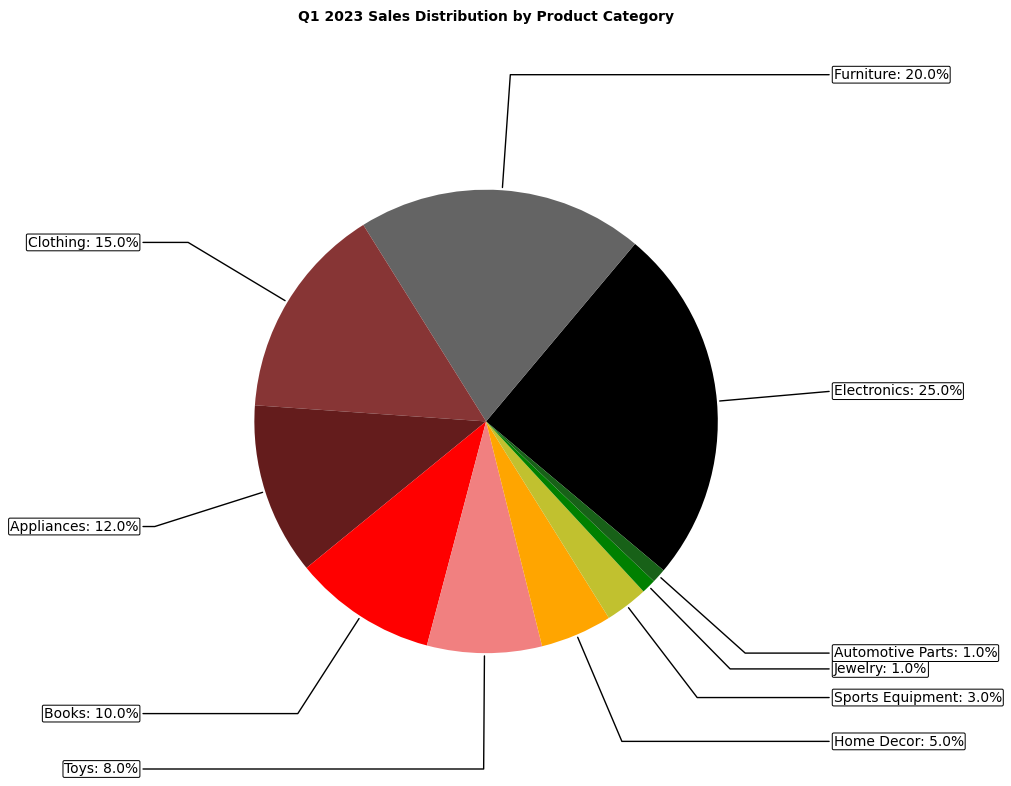 Q1 2023 Sales Distribution by Product Category
Furniture: 20.0%
Clothing: 15.0%
Electronics: 25.0%
Appliances: 12.0%
Automotive Parts: 1.0%
Jewelry: 1.0%
Sports Equipment: 3.0%
Books: 10.0%
Home Decor: 5.0%
Toys: 8.0%